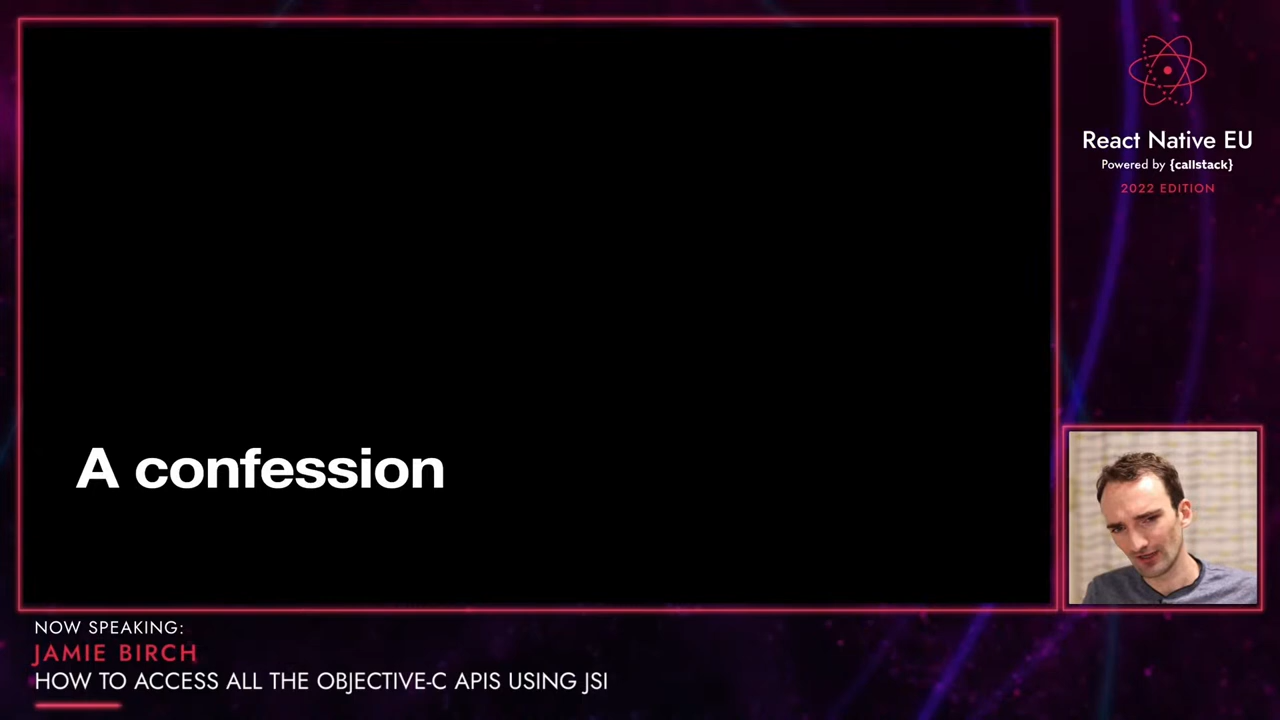 A confession
React Native EU
Powered by {callstack}
2022 EDITION
NOW SPEAKING:
JAMIE BIRCH
HOW TO ACCESS ALL THE OBJECTIVE-C APIS USING JSI